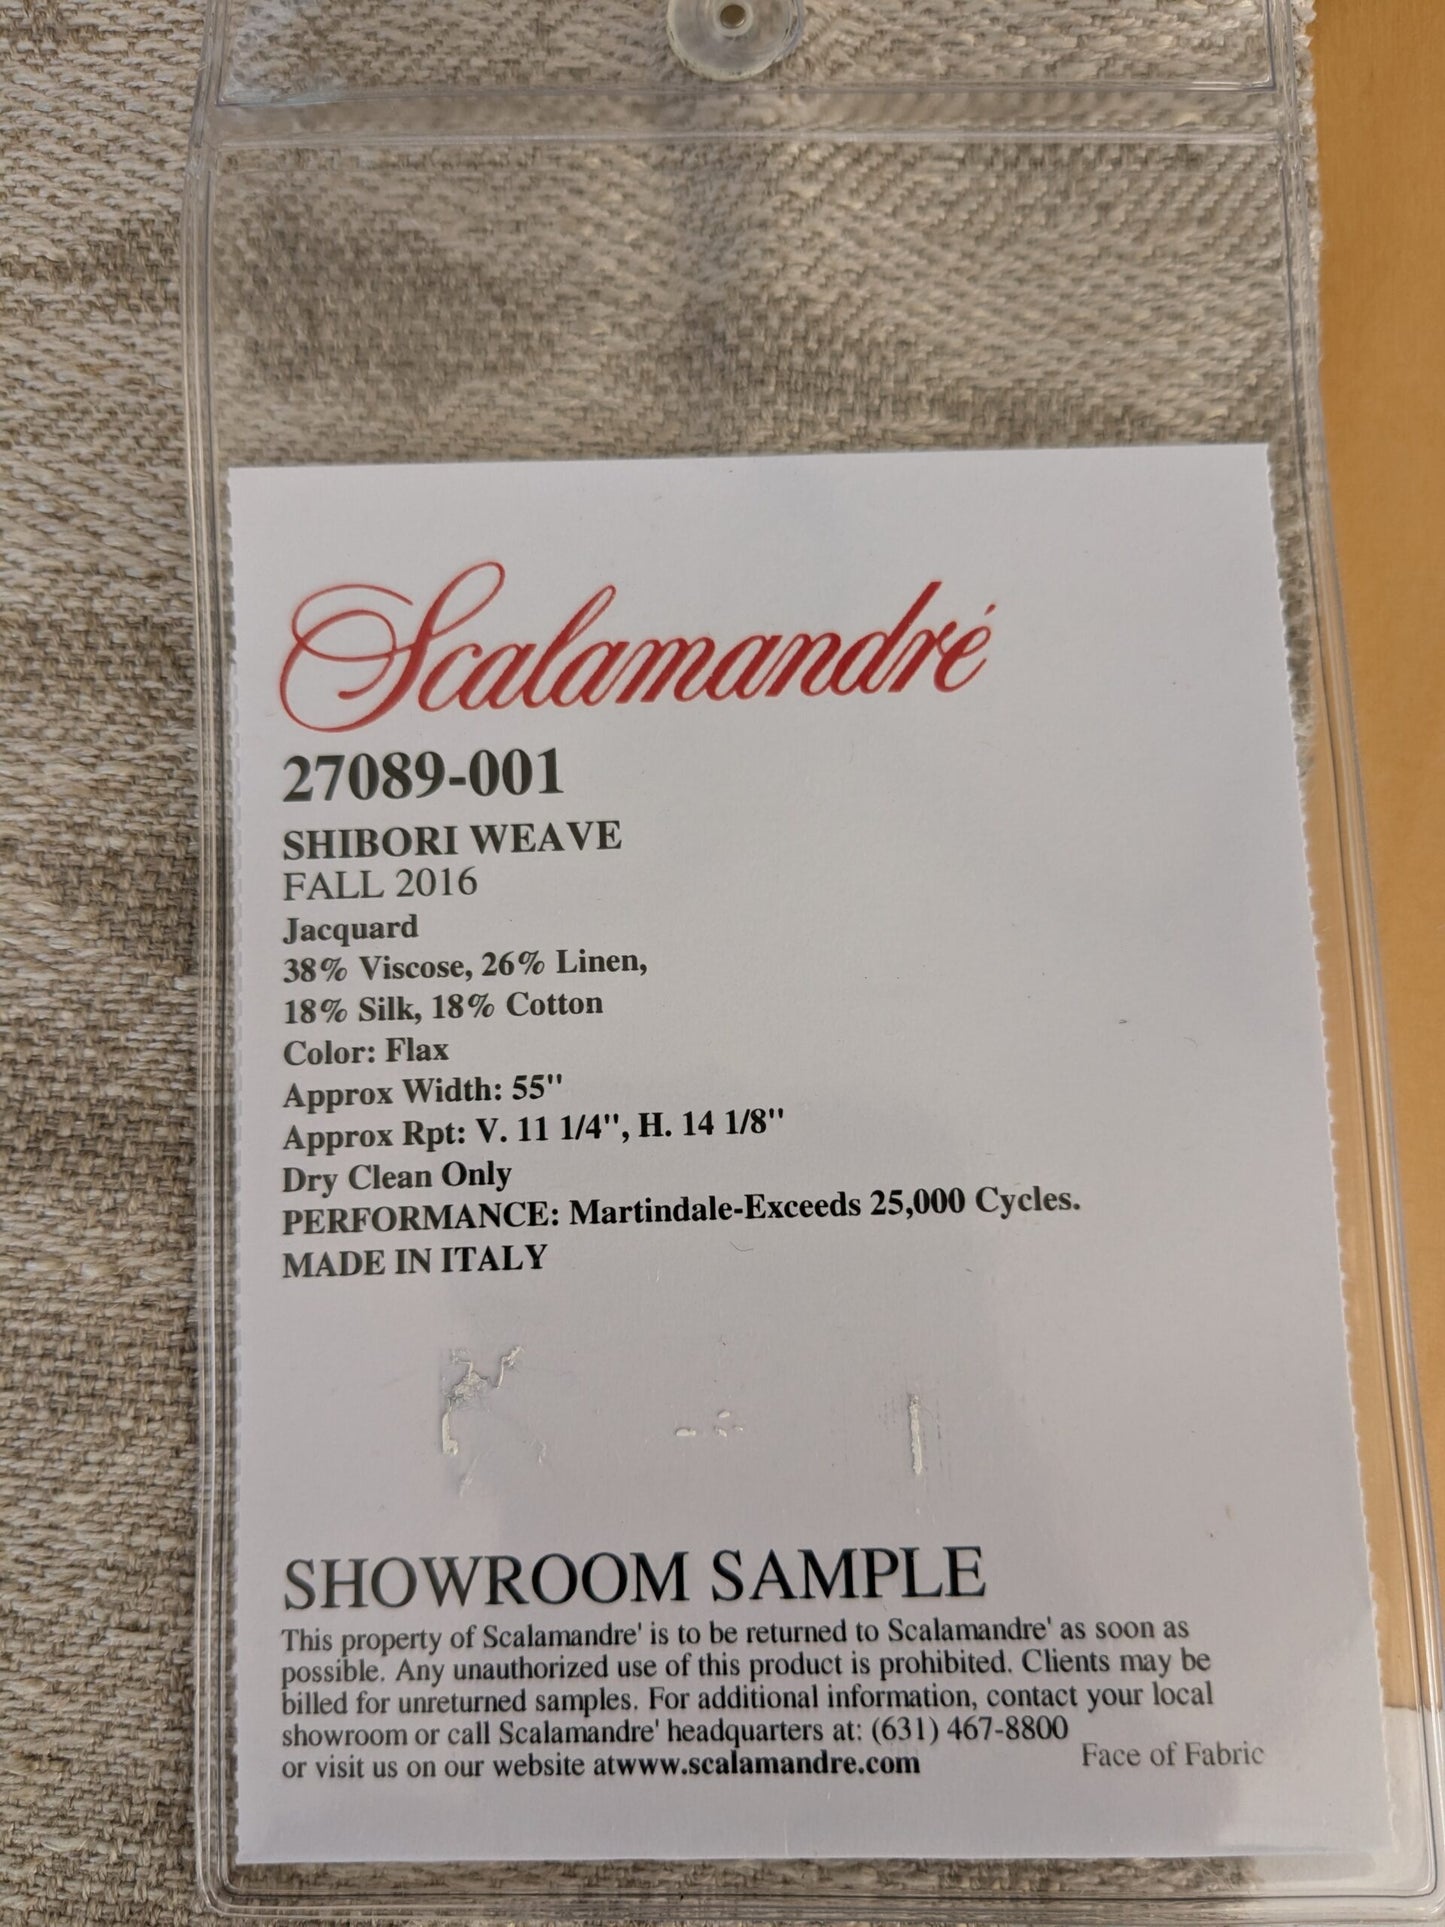 Scalamandré
27089-001
SHIBORI WEAVE
FALL 2016
Jacquard
38% Viscose, 26% Linen,
18% Silk, 18% Cotton
Color: Flax
Approx Width: 55"
Approx Rpt: V. 11 1/4", H. 14 1/8"
Dry Clean Only
PERFORMANCE: Martindale-Exceeds 25,000 Cycles.
MADE IN ITALY
SHOWROOM SAMPLE
This property of Scalamandre' is to be returned to Scalamandre' as soon as
possible. Any unauthorized use of this product is prohibited. Clients may be
billed for unreturned samples. For additional information, contact your local
showroom or call Scalamandre' headquarters at: (631) 467-8800
or visit us on our website atwww.scalamandre.com
Face of Fabric